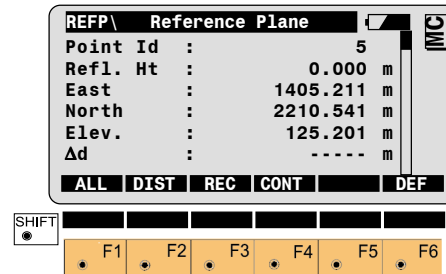 REFP\ Reference Plane MC
Point Id : 5
Refl. Ht : 0.000 m
East : 1405.211 m
North : 2210.541 m
Elev. : 125.201 m
Δd : ----- m
ALL DIST REC CONT DEF
SHIFT
F1 F2 F3 F4 F5 F6